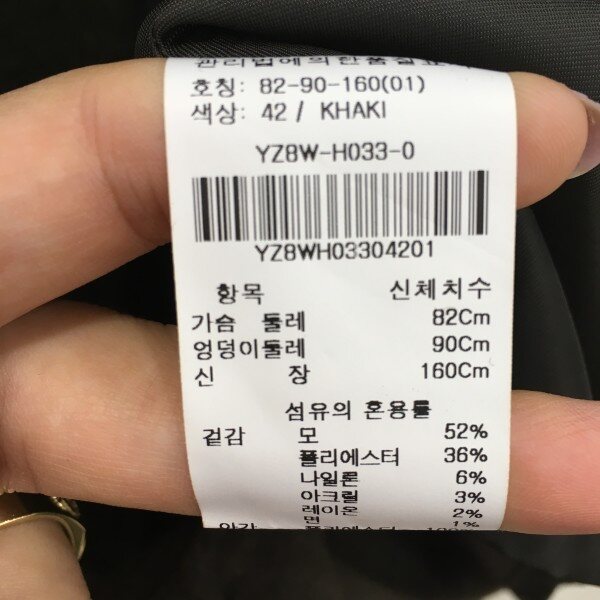 호칭: 82-90-160(01)
색상: 42 / KHAKI
YZ8W-H033-0
YZ8WH03304201
항목 신체치수
가슴 둘레 82Cm
엉덩이둘레 90Cm
신 장 160Cm
섬유의 혼용률
겉감 모 52%
폴리에스터 36%
나일론 6%
아크릴 3%
레이온 2%
면 1%